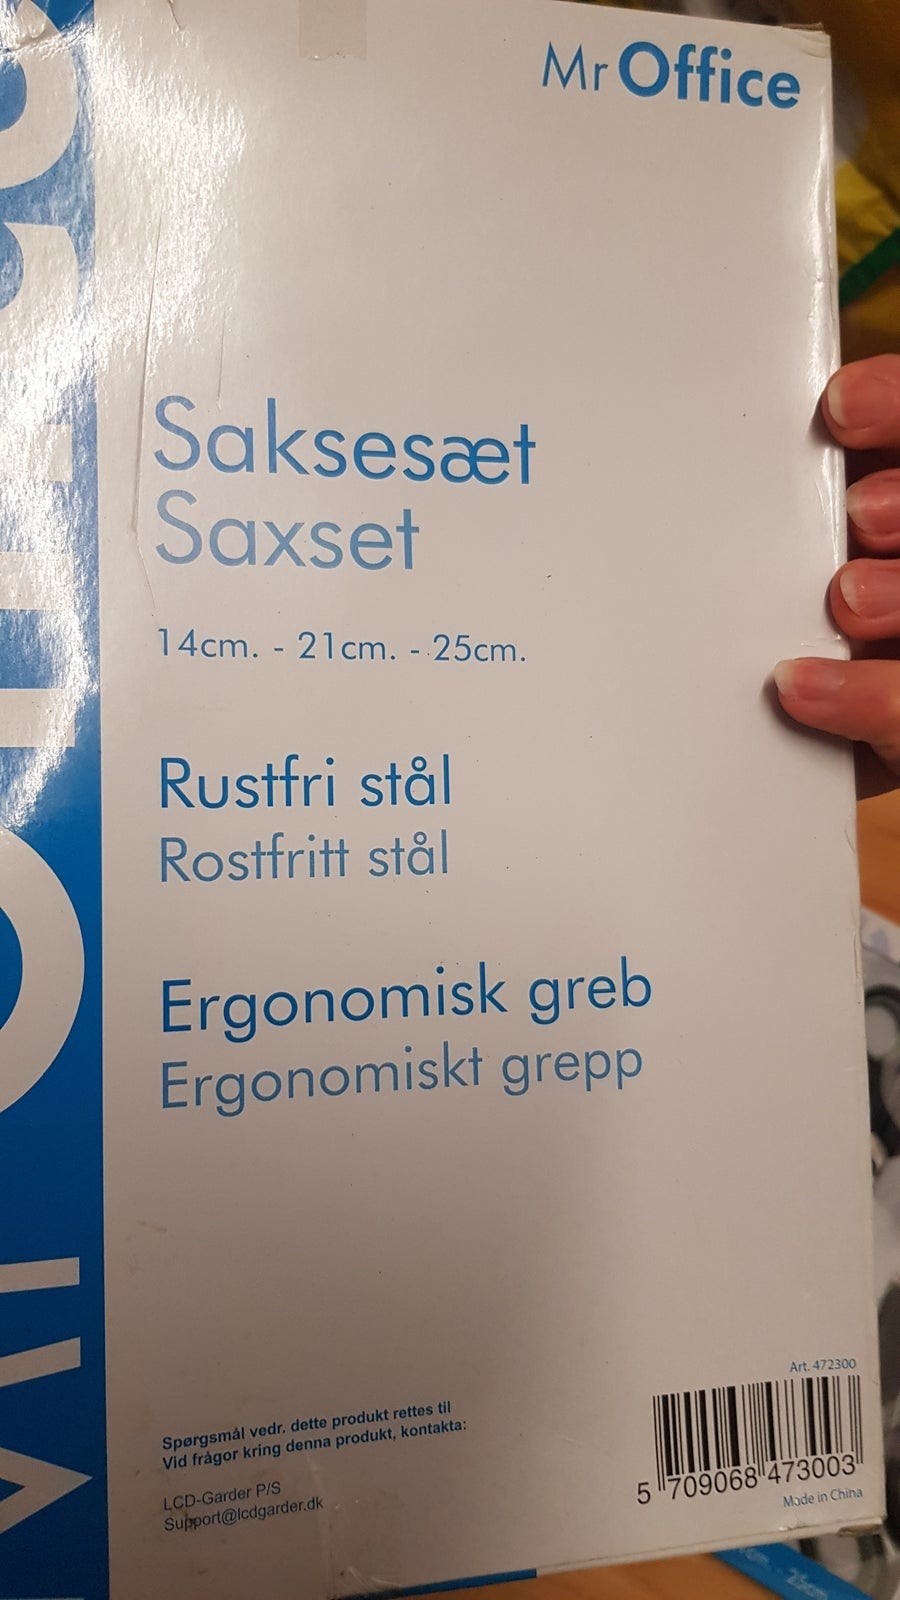 Mr Office
Saksesæt
Saxset
14cm. - 21cm. - 25cm.
Rustfri stål
Rostfritt stål
Ergonomisk greb
Ergonomiskt grepp
Art. 472300
Spørgsmål vedr. dette produkt rettes til
Vid frågor kring denna produkt, kontakta:
LCD-Garder P/S
Support@lcdgarder.dk
5 709068 473003
Made in China